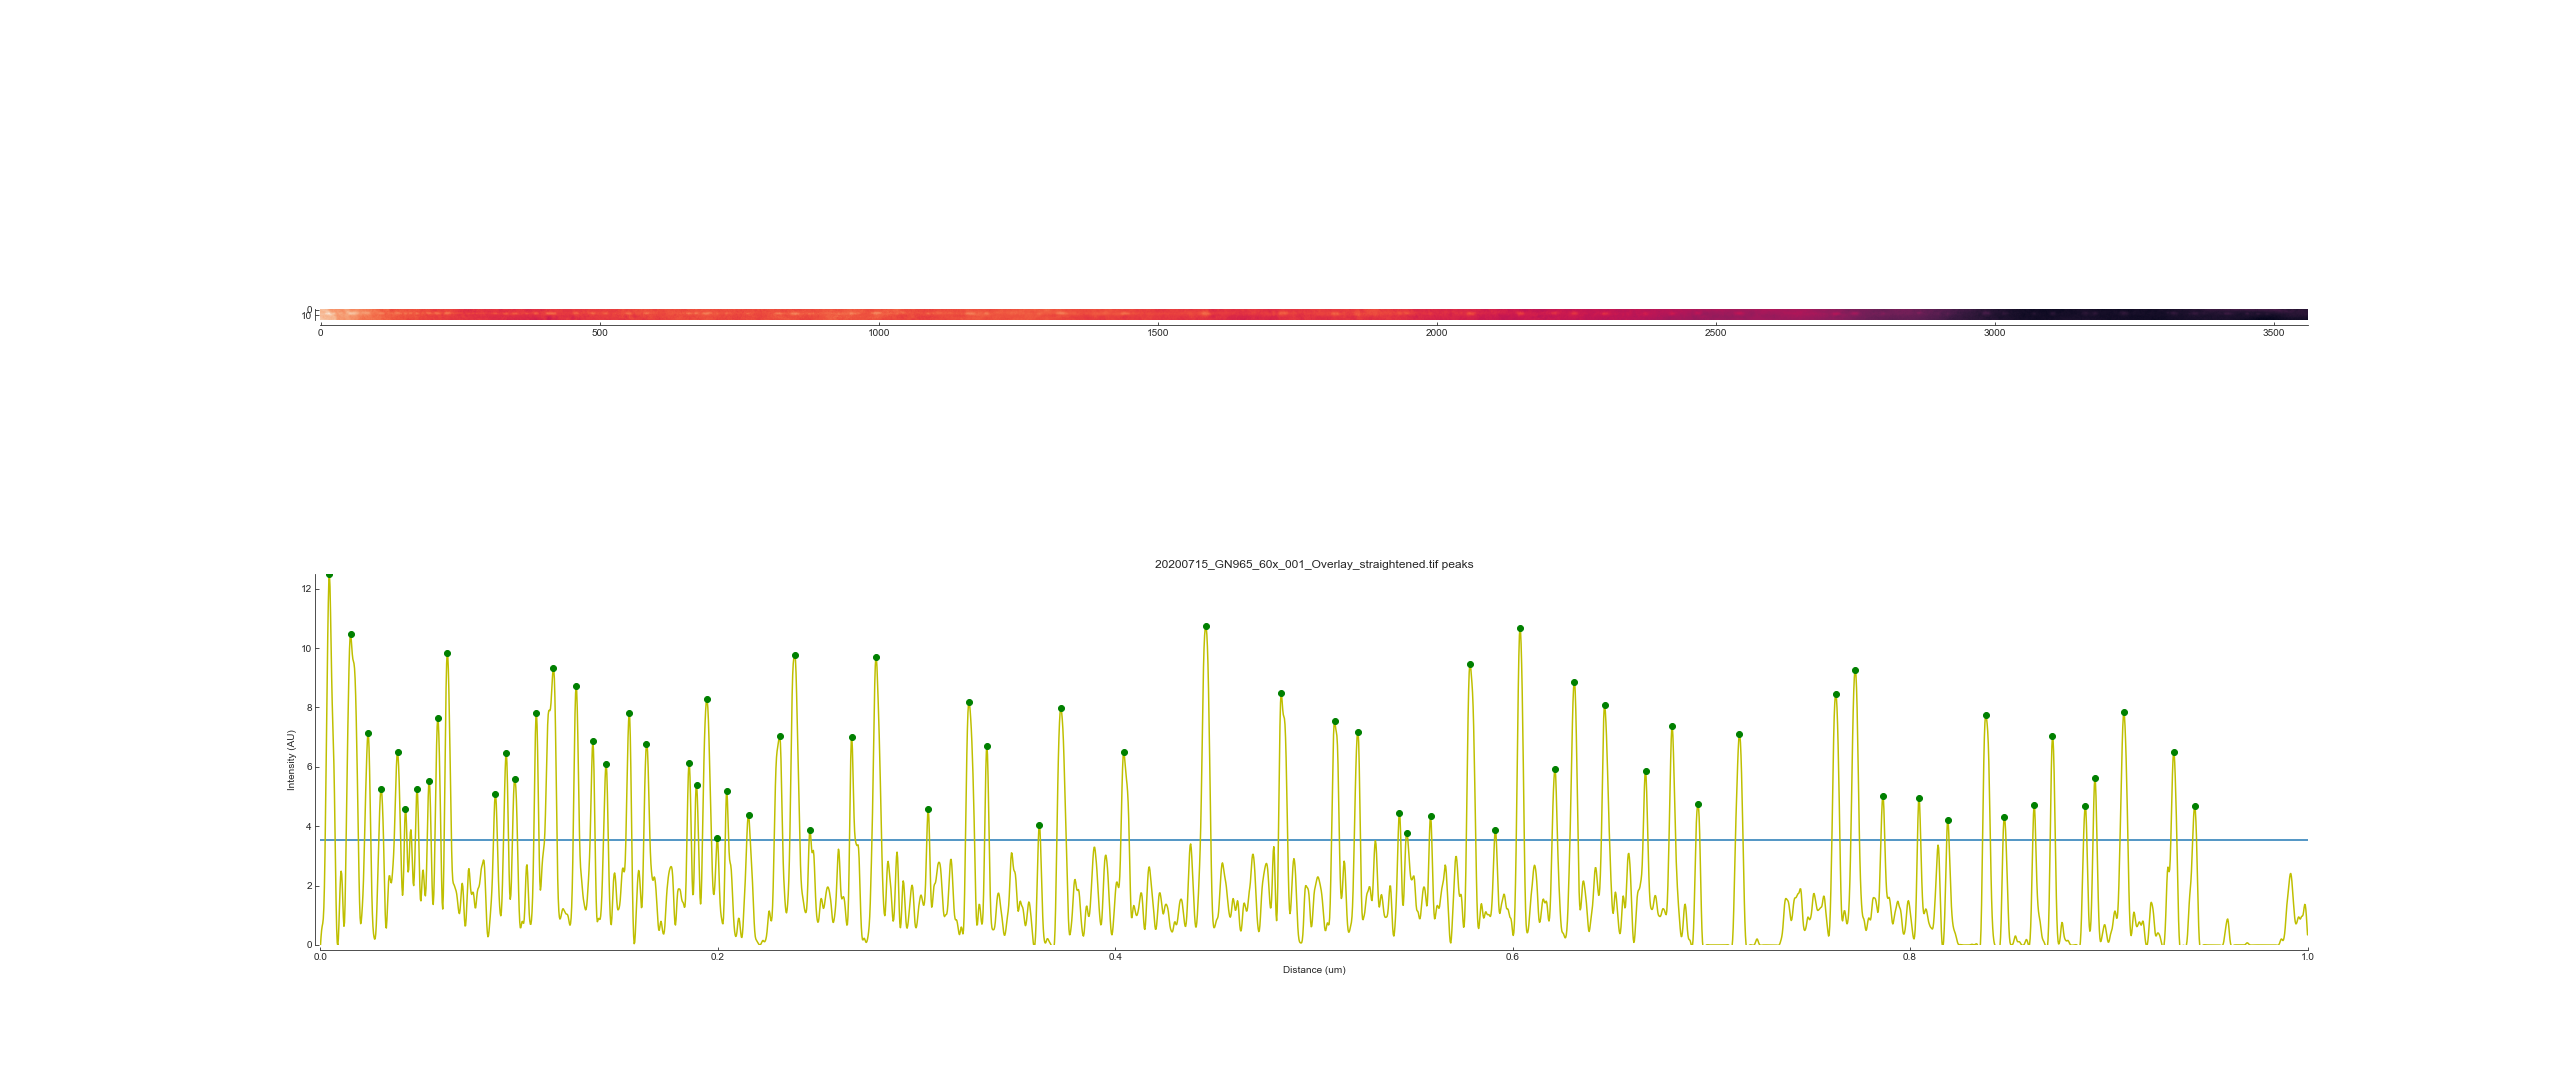 0
10
0 500 1000 1500 2000 2500 3000 3500
20200715_GN965_60x_001_Overlay_straightened.tif peaks
12
10
8
6
4
2
0
Intensity (AU)
0.0 0.2 0.4 0.6 0.8 1.0
Distance (um)